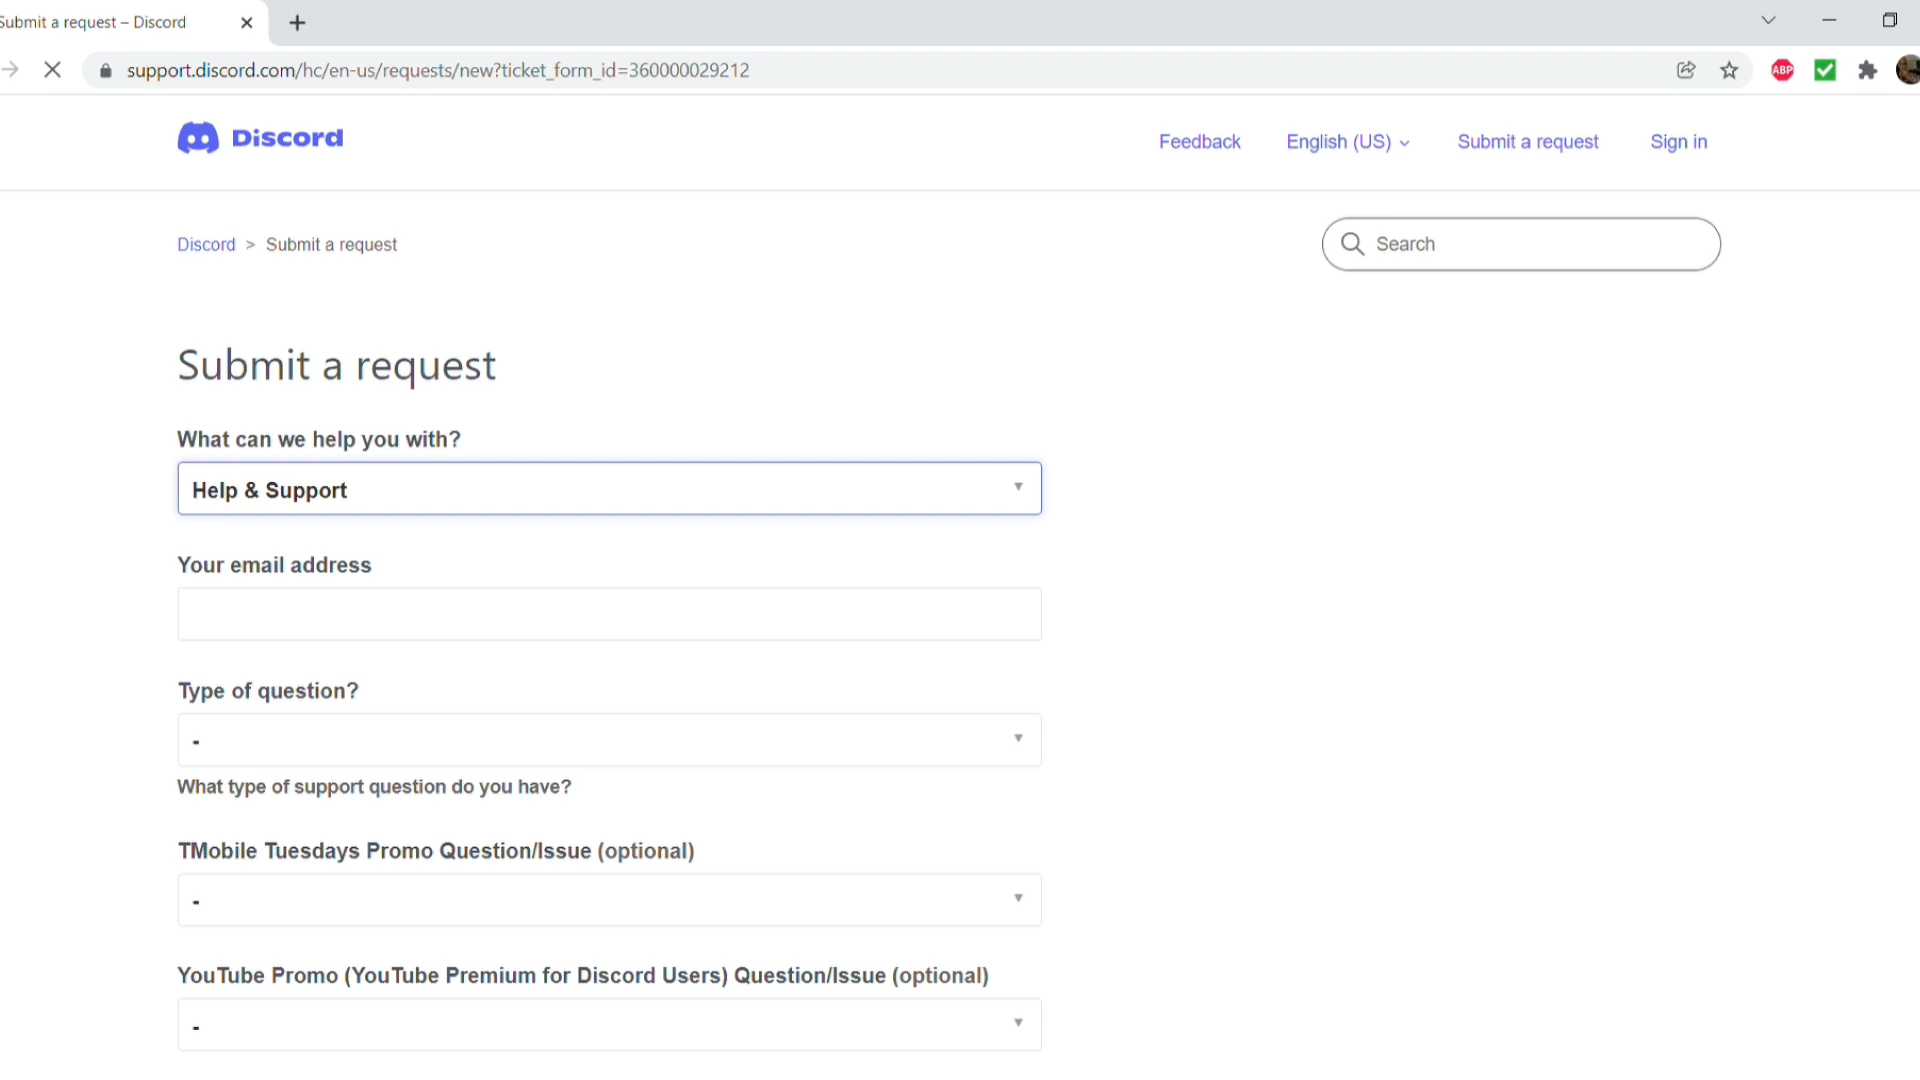 Submit a request – Discord
support.discord.com/hc/en-us/requests/new?ticket_form_id=360000029212
ABP
Discord
Feedback
English (US)
Submit a request
Sign in
Discord > Submit a request
Search
Submit a request
What can we help you with?
Help & Support
Your email address
Type of question?
-
What type of support question do you have?
TMobile Tuesdays Promo Question/Issue (optional)
-
YouTube Promo (YouTube Premium for Discord Users) Question/Issue (optional)
-